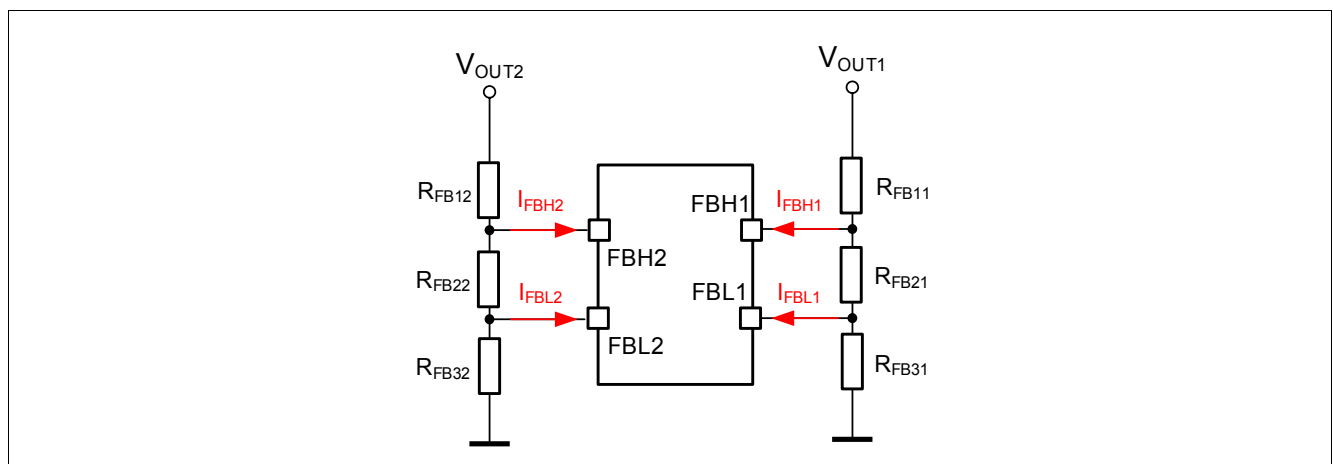 VOUT2
VOUT1
RFB12
IFBH2
FBH1
IFBH1
RFB11
FBH2
RFB22
IFBL2
FBL1
IFBL1
RFB21
FBL2
RFB32
RFB31